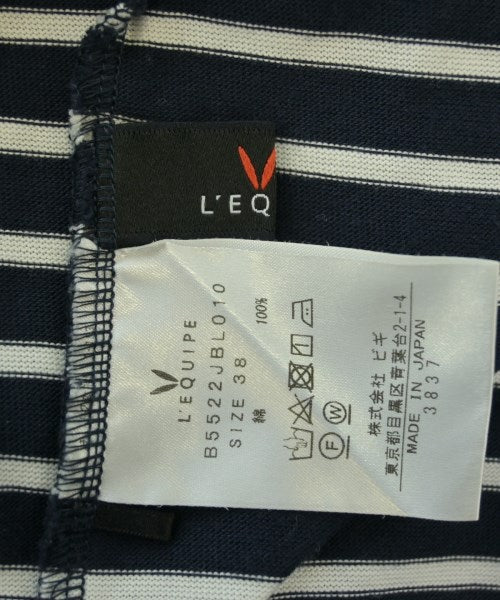 L'EQ
L'EQUIPE
B5522JBL010
SIZE 38
綿 100%
F W
株式会社 ビギ
東京都目黒区青葉台2-1-4
MADE IN JAPAN
3837